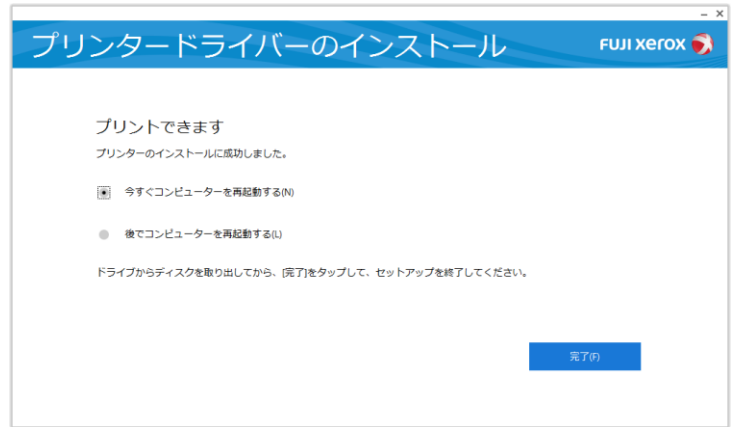 プリンタードライバーのインストール
FUJI xerox
プリントできます
プリンターのインストールに成功しました。
今すぐコンピューターを再起動する(N)
後でコンピューターを再起動する(L)
ドライブからディスクを取り出してから、[完了]をタップして、セットアップを終了してください。
完了(F)